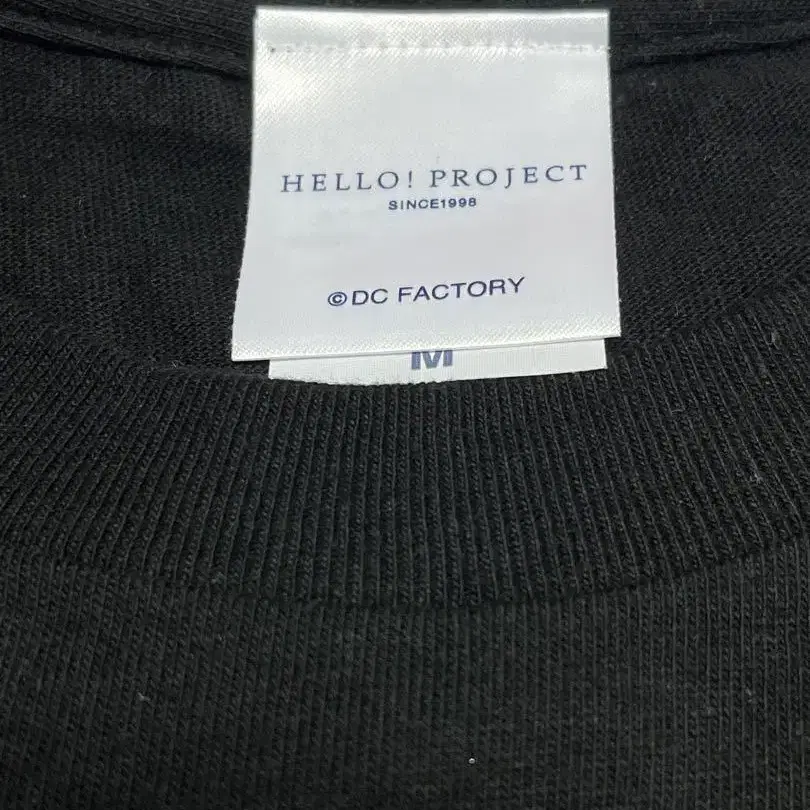 HELLO! PROJECT
SINCE1998
©DC FACTORY
M